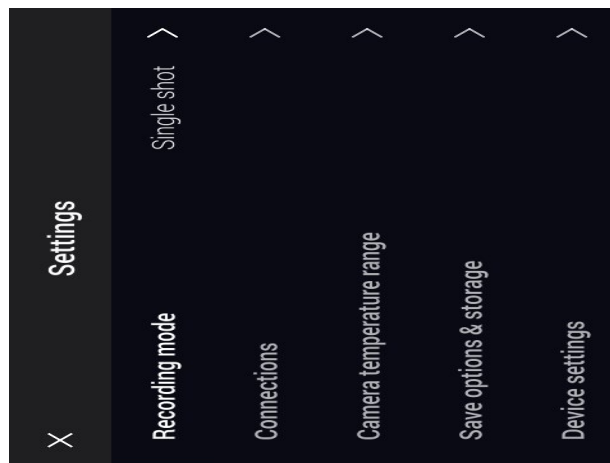 X Settings
Recording mode Single shot >
Connections >
Camera temperature range >
Save options & storage >
Device settings >